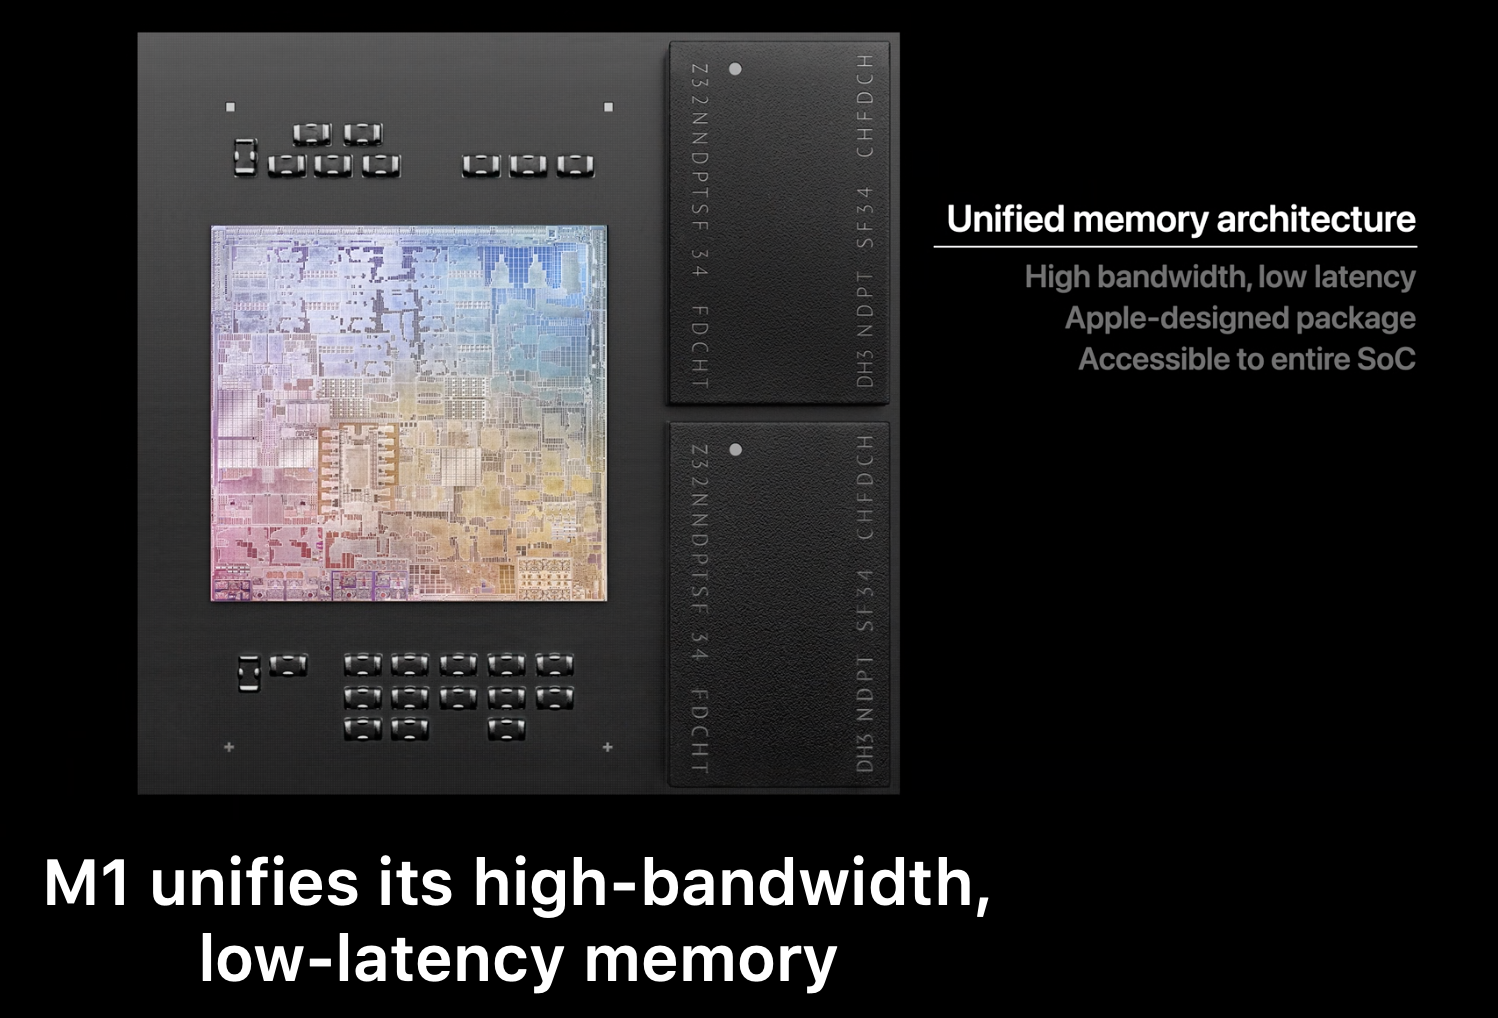 Z32NNDPTSF 34 FDCHT
DH3 NDPT SF34 CHFDCH
Z32NNDPTSF 34 FDCHT
DH3 NDPT SF34 CHFDCH
Unified memory architecture
High bandwidth, low latency
Apple-designed package
Accessible to entire SoC
M1 unifies its high-bandwidth,
low-latency memory